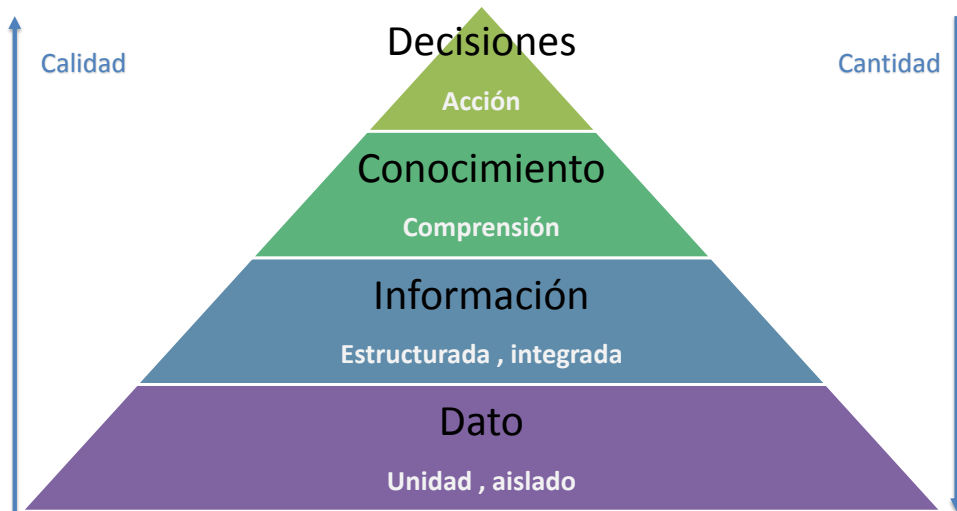 Decisiones
Calidad
Cantidad
Acción
Conocimiento
Comprensión
Información
Estructurada , integrada
Dato
Unidad , aislado